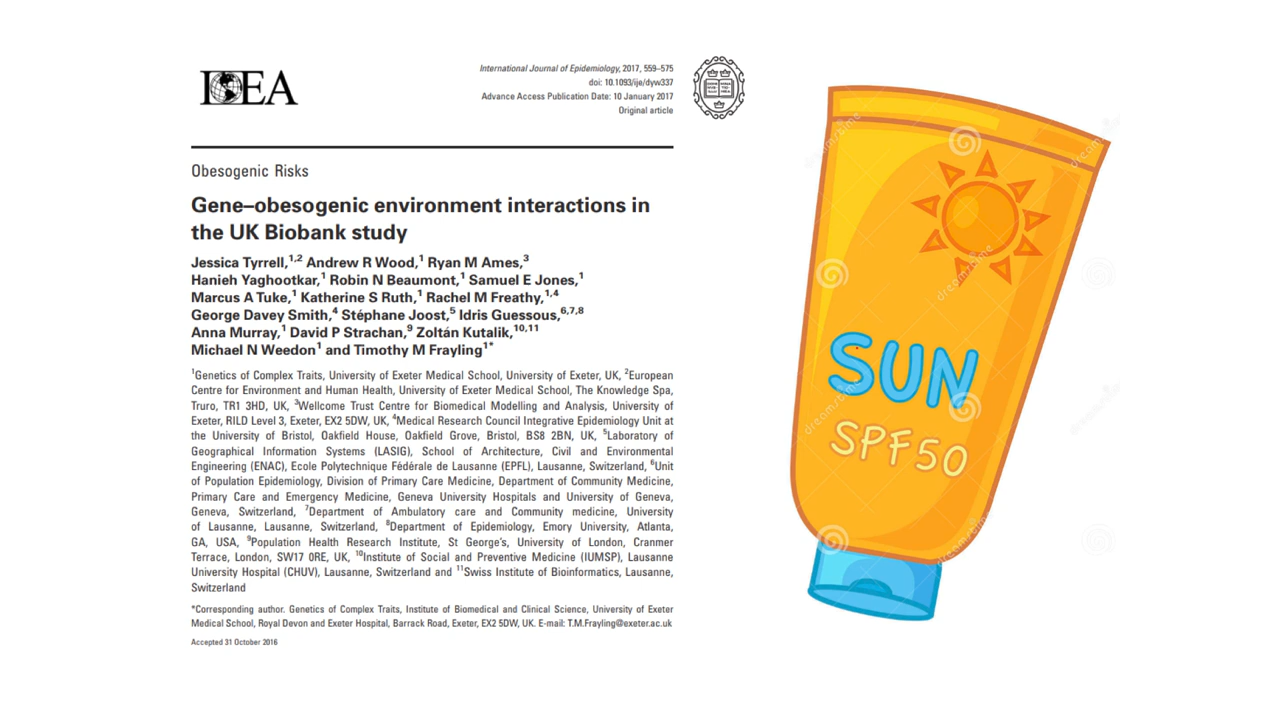 IDEA
International Journal of Epidemiology, 2017, 559–575
doi: 10.1093/ije/dyw337
Advance Access Publication Date: 10 January 2017
Original article
Obesogenic Risks
Gene–obesogenic environment interactions in
the UK Biobank study
Jessica Tyrrell,1,2 Andrew R Wood,1 Ryan M Ames,3
Hanieh Yaghootkar,1 Robin N Beaumont,1 Samuel E Jones,1
Marcus A Tuke,1 Katherine S Ruth,1 Rachel M Freathy,1,4
George Davey Smith,4 Stéphane Joost,5 Idris Guessous,6,7,8
Anna Murray,1 David P Strachan,9 Zoltán Kutalik,10,11
Michael N Weedon1 and Timothy M Frayling1*
1Genetics of Complex Traits, University of Exeter Medical School, University of Exeter, UK, 2European
Centre for Environment and Human Health, University of Exeter Medical School, The Knowledge Spa,
Truro, TR1 3HD, UK, 3Wellcome Trust Centre for Biomedical Modelling and Analysis, University of
Exeter, RILD Level 3, Exeter, EX2 5DW, UK, 4Medical Research Council Integrative Epidemiology Unit at
the University of Bristol, Oakfield House, Oakfield Grove, Bristol, BS8 2BN, UK, 5Laboratory of
Geographical Information Systems (LASIG), School of Architecture, Civil and Environmental
Engineering (ENAC), Ecole Polytechnique Fédérale de Lausanne (EPFL), Lausanne, Switzerland, 6Unit
of Population Epidemiology, Division of Primary Care Medicine, Department of Community Medicine,
Primary Care and Emergency Medicine, Geneva University Hospitals and University of Geneva,
Geneva, Switzerland, 7Department of Ambulatory care and Community medicine, University
of Lausanne, Lausanne, Switzerland, 8Department of Epidemiology, Emory University, Atlanta,
GA, USA, 9Population Health Research Institute, St George's, University of London, Cranmer
Terrace, London, SW17 0RE, UK, 10Institute of Social and Preventive Medicine (IUMSP), Lausanne
University Hospital (CHUV), Lausanne, Switzerland and 11Swiss Institute of Bioinformatics, Lausanne,
Switzerland
*Corresponding author. Genetics of Complex Traits, Institute of Biomedical and Clinical Science, University of Exeter
Medical School, Royal Devon and Exeter Hospital, Barrack Road, Exeter, EX2 5DW, UK. E-mail: T.M.Frayling@exeter.ac.uk
Accepted 31 October 2016
SUN
SPF50
dreamstime
dreamstime
dreamstime
dreamstime
dreamstime
dreamstime